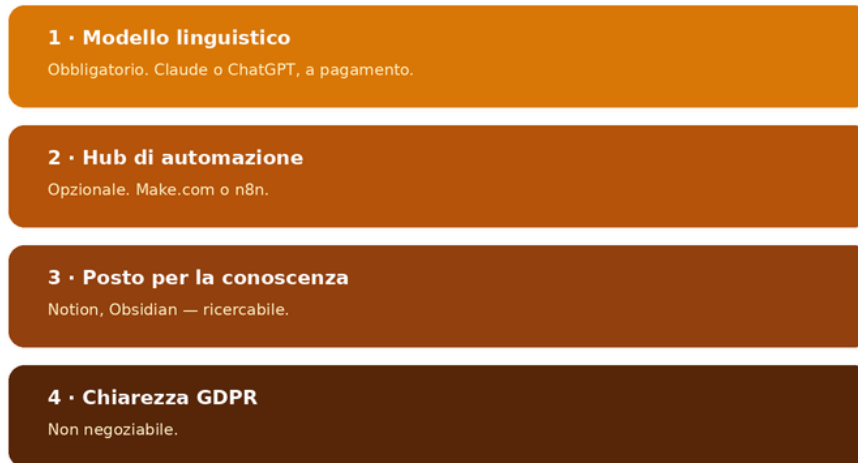 1 · Modello linguistico
Obbligatorio. Claude o ChatGPT, a pagamento.
2 · Hub di automazione
Opzionale. Make.com o n8n.
3 · Posto per la conoscenza
Notion, Obsidian — ricercabile.
4 · Chiarezza GDPR
Non negoziabile.